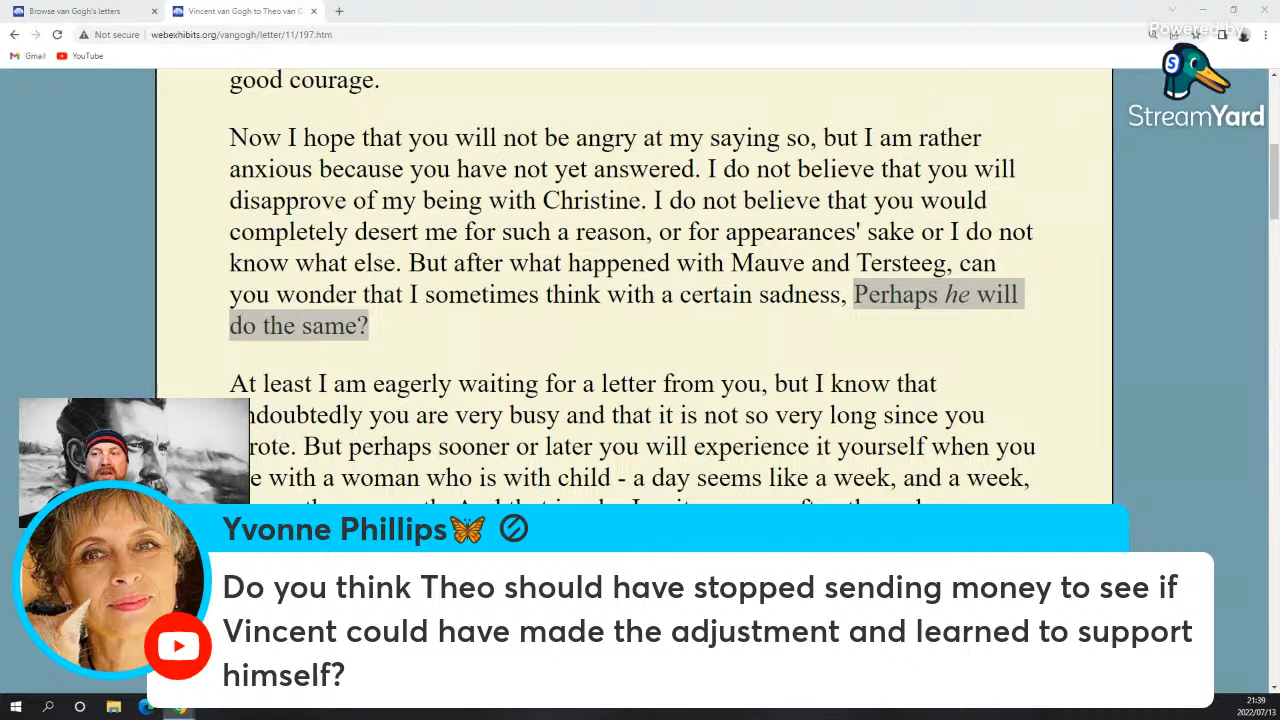 Browse van Gogh's letters
Vincent van Gogh to Theo van G
Not secure
webexhibits.org/vangogh/letter/11/197.htm
Powered by
Gmail
YouTube
StreamYard
good courage.
Now I hope that you will not be angry at my saying so, but I am rather
anxious because you have not yet answered. I do not believe that you will
disapprove of my being with Christine. I do not believe that you would
completely desert me for such a reason, or for appearances' sake or I do not
know what else. But after what happened with Mauve and Tersteeg, can
you wonder that I sometimes think with a certain sadness, Perhaps he will
do the same?
At least I am eagerly waiting for a letter from you, but I know that
ndoubtedly you are very busy and that it is not so very long since you
rote. But perhaps sooner or later you will experience it yourself when you
e with a woman who is with child - a day seems like a week, and a week,
Yvonne Phillips🦋
Do you think Theo should have stopped sending money to see if
Vincent could have made the adjustment and learned to support
himself?
21:39
2022/07/13